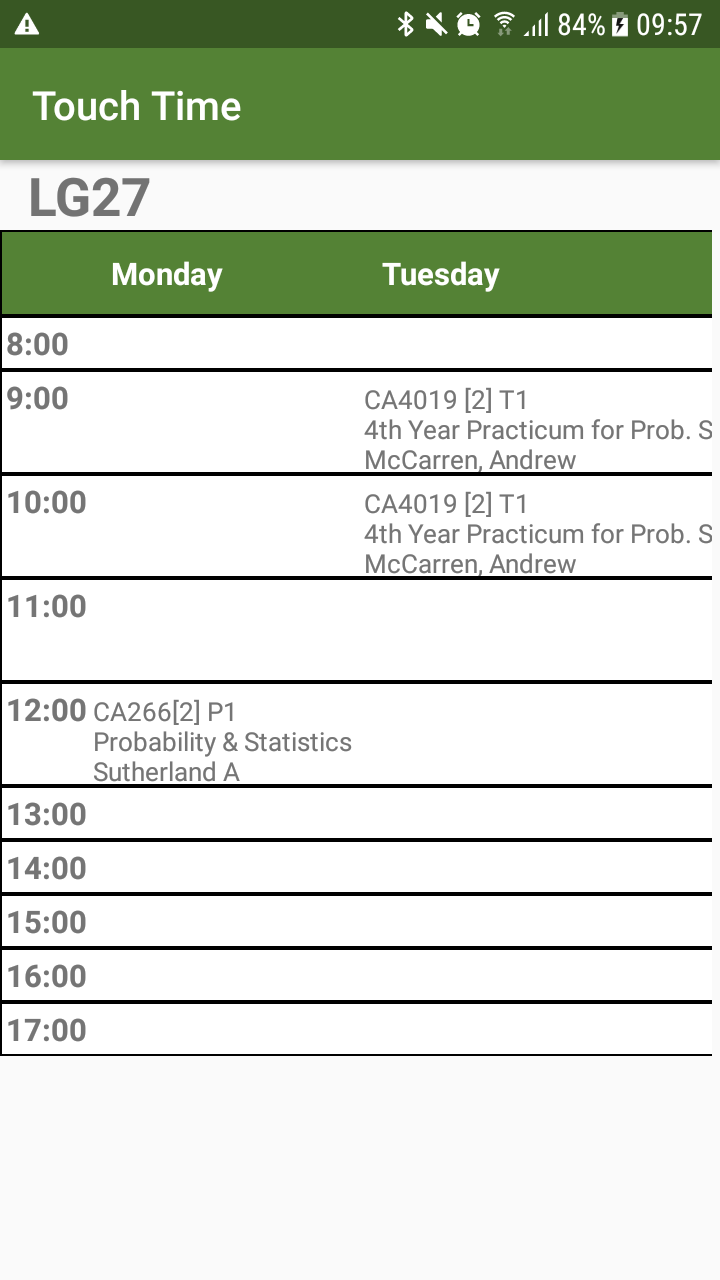 84% 09:57
Touch Time
LG27
Monday Tuesday
8:00
9:00 CA4019 [2] T1
4th Year Practicum for Prob. S
McCarren, Andrew
10:00 CA4019 [2] T1
4th Year Practicum for Prob. S
McCarren, Andrew
11:00
12:00 CA266[2] P1
Probability & Statistics
Sutherland A
13:00
14:00
15:00
16:00
17:00